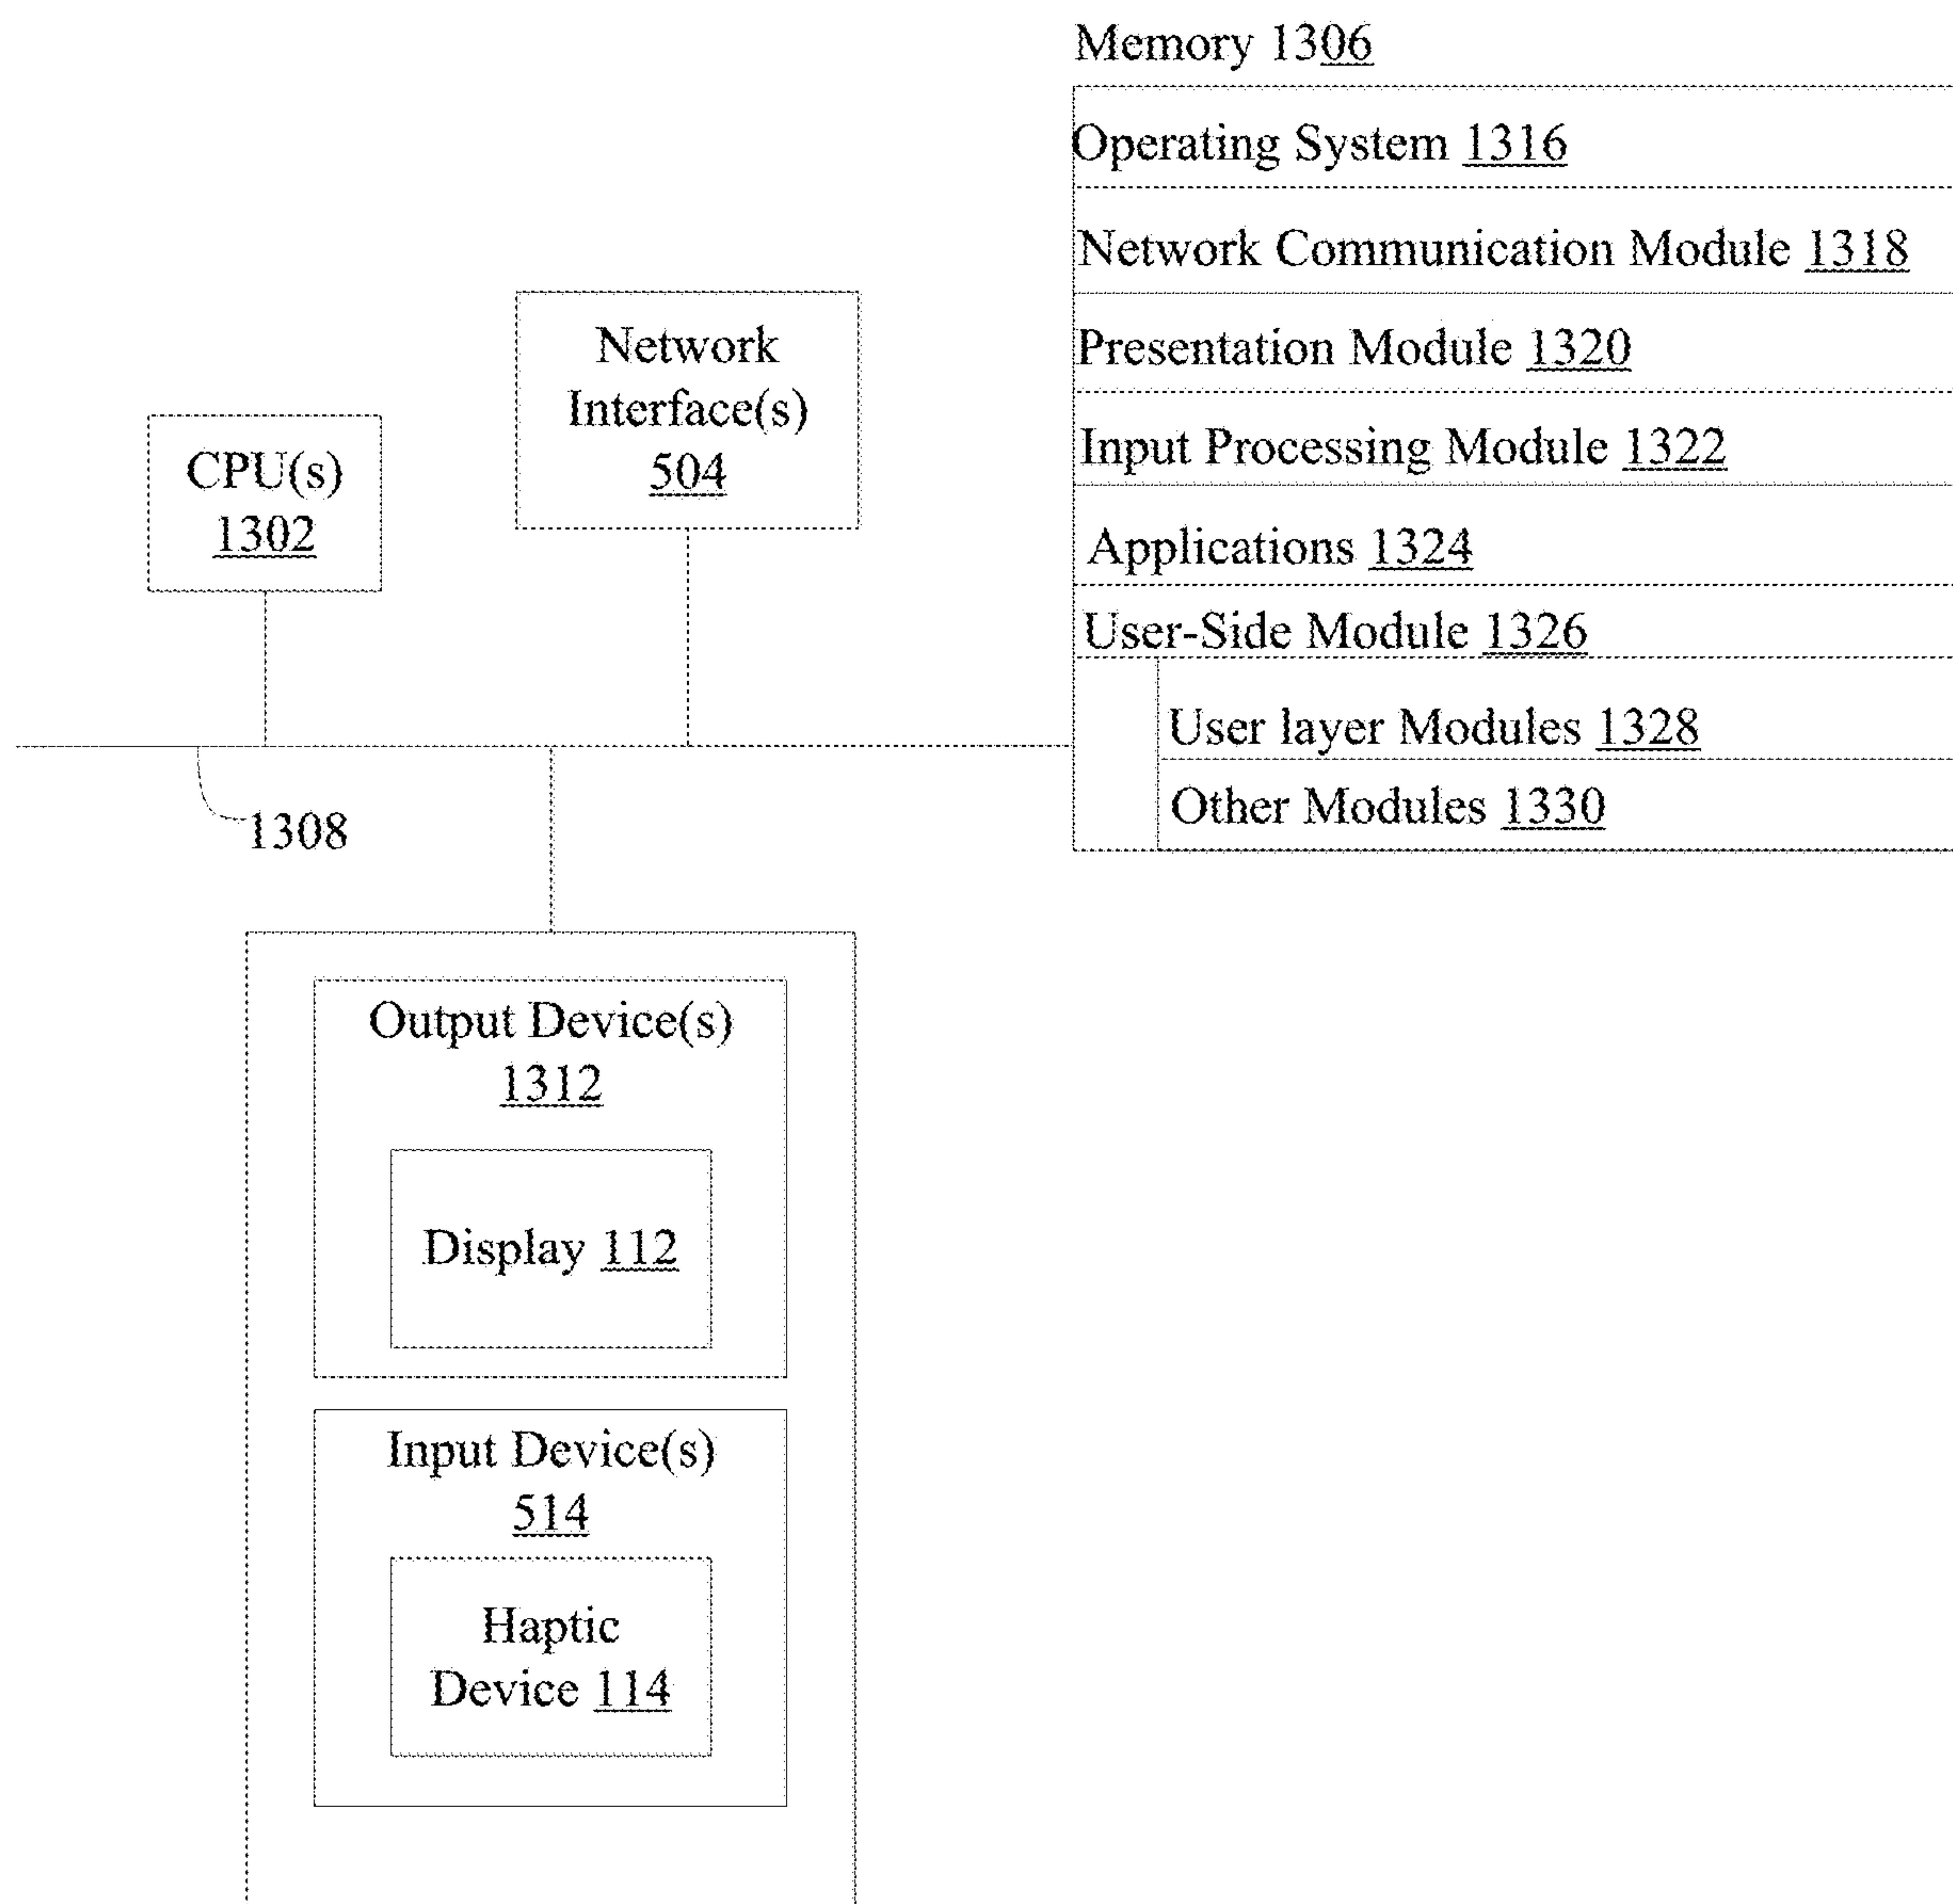 Memory 1306
Operating System 1316
Network Communication Module 1318
Presentation Module 1320
Input Processing Module 1322
Applications 1324
User-Side Module 1326
User layer Modules 1328
Other Modules 1330
Network
Interface(s)
504
CPU(s)
1302
1308
Output Device(s)
1312
Display 112
Input Device(s)
514
Haptic
Device 114